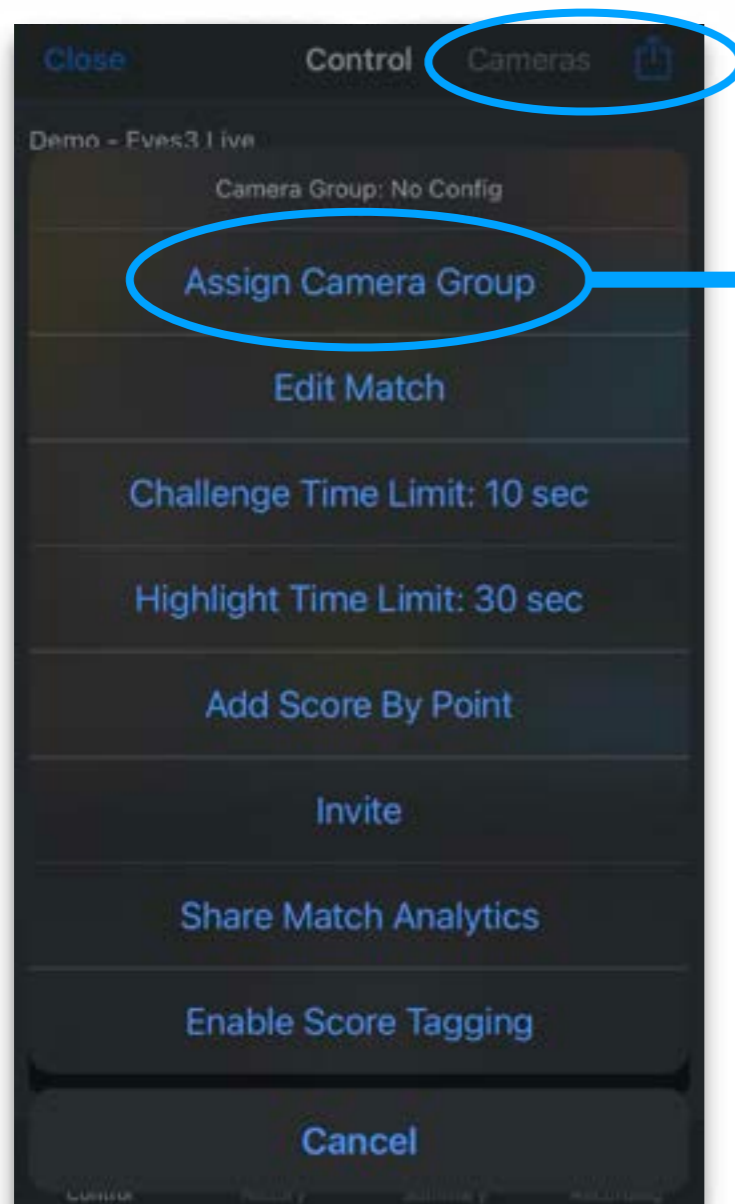 Close Control Cameras
Demo - Eyes3 Live
Camera Group: No Config
Assign Camera Group
Edit Match
Challenge Time Limit: 10 sec
Highlight Time Limit: 30 sec
Add Score By Point
Invite
Share Match Analytics
Enable Score Tagging
Cancel
Control